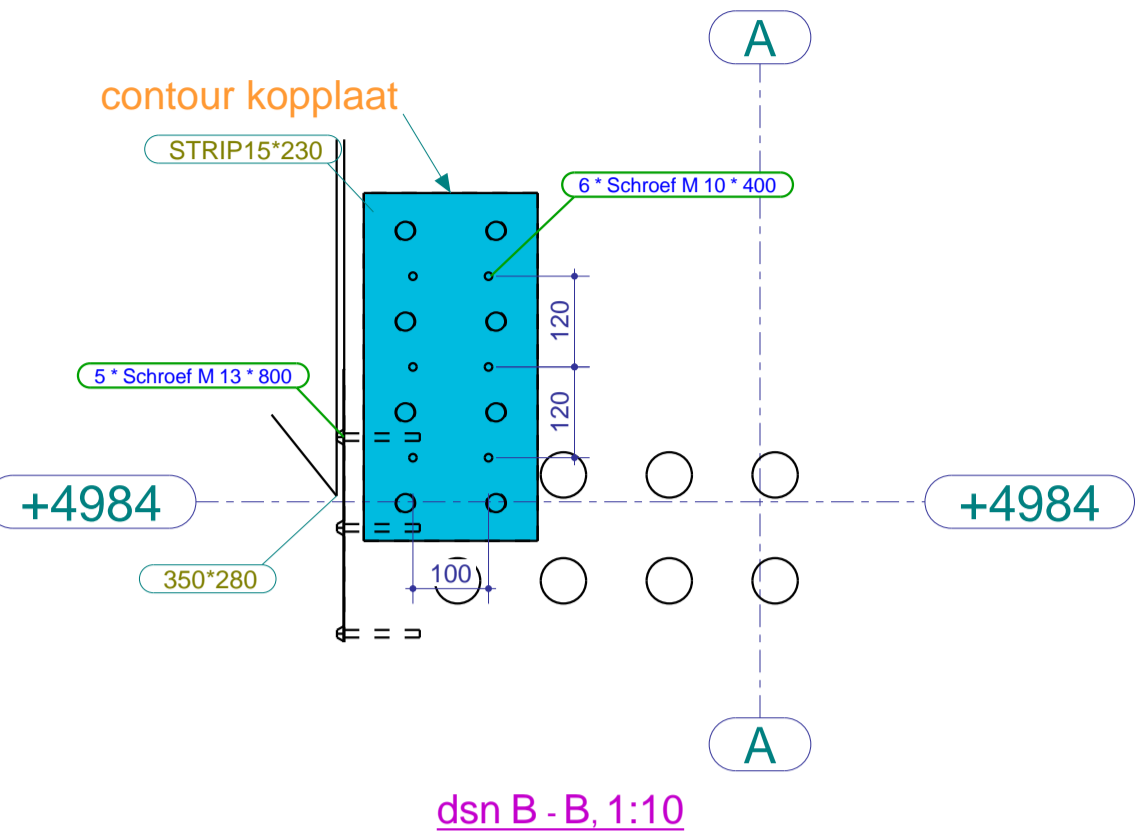 A
contour kopplaat
STRIP15*230
6 * Schroef M 10 * 400
120
5 * Schroef M 13 * 800
120
+4984
+4984
350*280
100
A
dsn B - B, 1:10